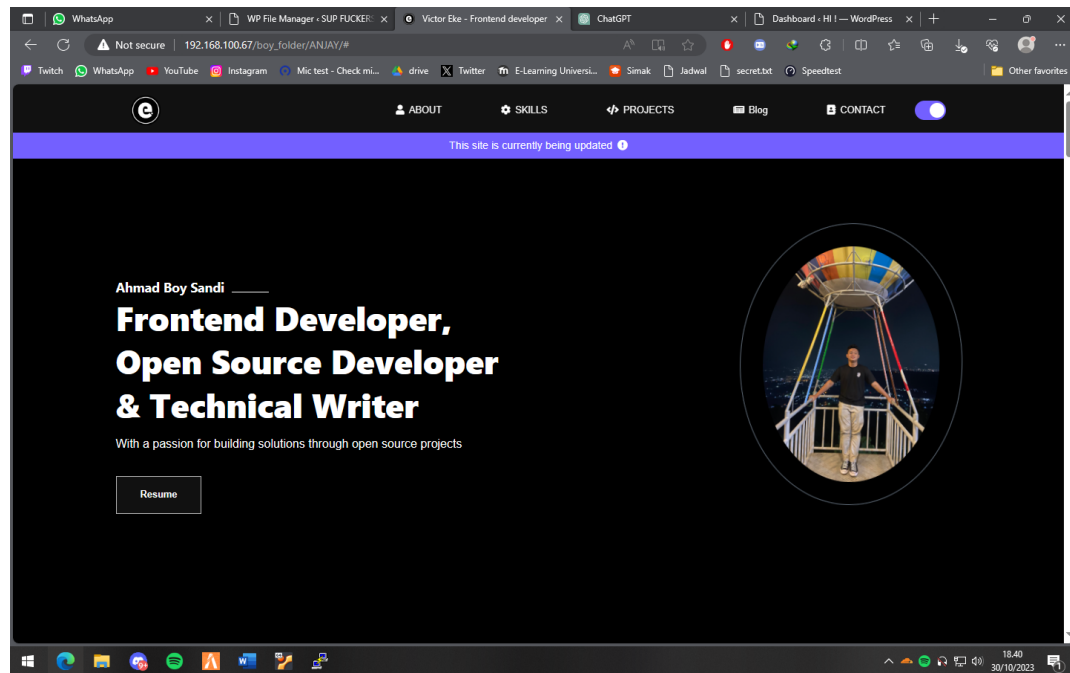 WhatsApp
WP File Manager ‹ SUP FUCKERS
Victor Eke - Frontend developer
ChatGPT
Dashboard ‹ HI ! — WordPress
Not secure | 192.168.100.67/boy_folder/ANJAY/#
Twitch
WhatsApp
YouTube
Instagram
Mic test - Check mi...
drive
Twitter
E-Learning Universi...
Simak
Jadwal
secret.txt
Speedtest
Other favorites
e
ABOUT
SKILLS
PROJECTS
Blog
CONTACT
This site is currently being updated
Ahmad Boy Sandi
Frontend Developer,
Open Source Developer
& Technical Writer
With a passion for building solutions through open source projects
Resume
18.40
30/10/2023